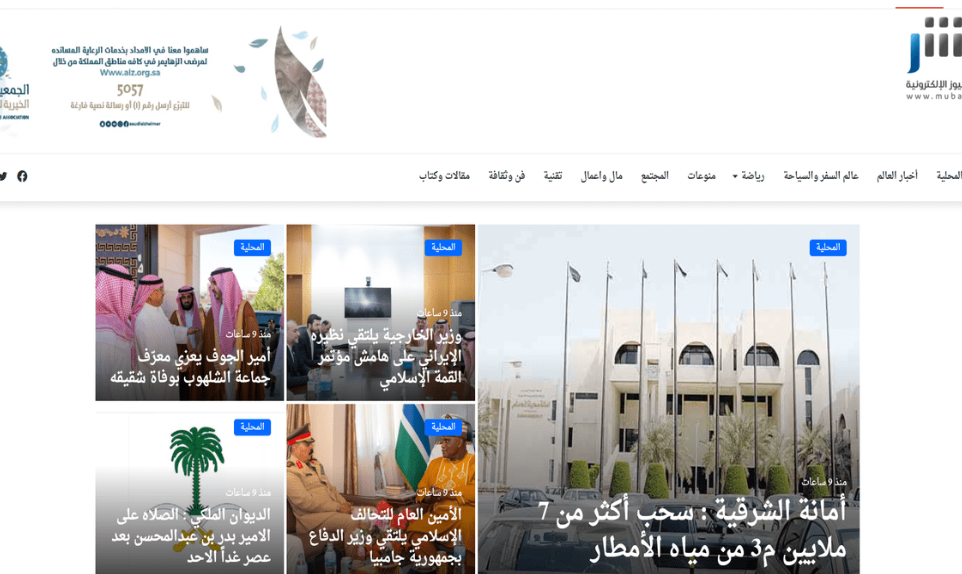 ساهموا معنا في الامداد بخدمات الرعاية المسانده
لمرضى الزهايمر في كافه مناطق المملكة من خلال
Www.alz.org.sa
5057
للتبرّع أرسل رقم (1) أو رسالة نصية فارغة
saudialzheimer
يوز الإلكترونية
www.muba
المحلية أخبار العالم عالم السفر والسياحة رياضة منوعات المجتمع مال واعمال تقنية فن وثقافة مقالات وكتاب
المحلية
منذ 9 ساعات
أمانة الشرقية : سحب أكثر من 7
ملايين م3 من مياه الأمطار
المحلية
منذ 9 ساعات
وزير الخارجية يلتقي نظيره
الإيراني على هامش مؤتمر
القمة الإسلامي
المحلية
منذ 9 ساعات
أمير الجوف يعزي معرّف
جماعة الشلهوب بوفاة شقيقه
المحلية
منذ 9 ساعات
الأمين العام للتحالف
الإسلامي يلتقي وزير الدفاع
بجمهورية جامبيا
المحلية
منذ 9 ساعات
الديوان الملكي : الصلاه على
الامير بدر بن عبدالمحسن بعد
عصر غداً الاحد